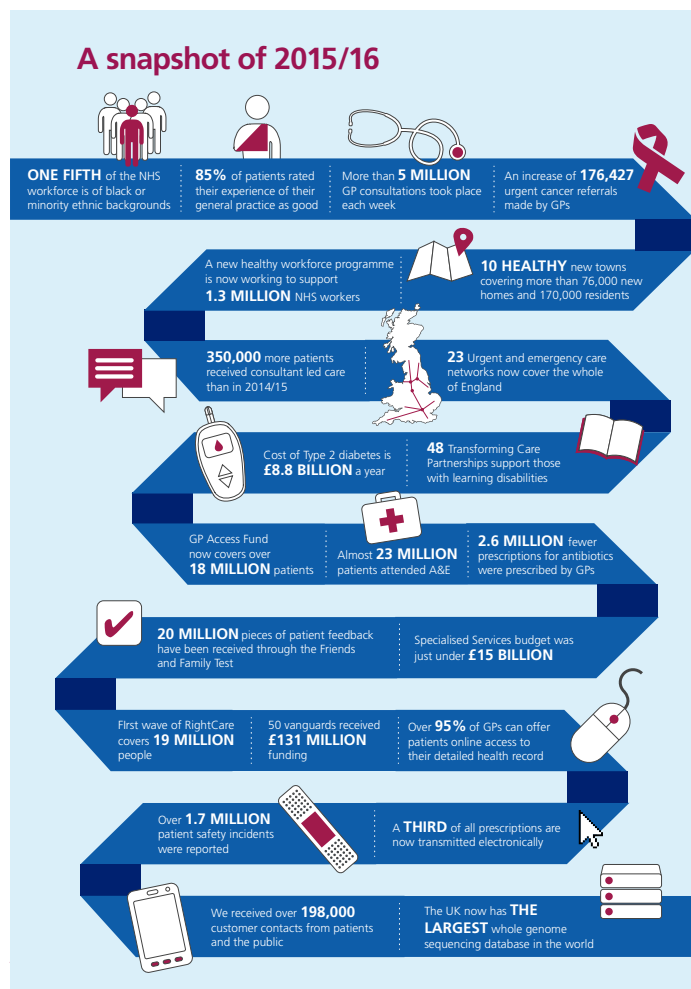 A snapshot of 2015/16
ONE FIFTH of the NHS
workforce is of black or
minority ethnic backgrounds
85% of patients rated
their experience of their
general practice as good
More than 5 MILLION
GP consultations took place
each week
An increase of 176,427
urgent cancer referrals
made by GPs
A new healthy workforce programme
is now working to support
1.3 MILLION NHS workers
10 HEALTHY new towns
covering more than 76,000 new
homes and 170,000 residents
350,000 more patients
received consultant led care
than in 2014/15
23 Urgent and emergency care
networks now cover the whole
of England
Cost of Type 2 diabetes is
£8.8 BILLION a year
48 Transforming Care
Partnerships support those
with learning disabilities
GP Access Fund
now covers over
18 MILLION patients
Almost 23 MILLION
patients attended A&E
2.6 MILLION fewer
prescriptions for antibiotics
were prescribed by GPs
20 MILLION pieces of patient feedback
have been received through the Friends
and Family Test
Specialised Services budget was
just under £15 BILLION
FIrst wave of RightCare
covers 19 MILLION
people
50 vanguards received
£131 MILLION
funding
Over 95% of GPs can offer
patients online access to
their detailed health record
Over 1.7 MILLION
patient safety incidents
were reported
A THIRD of all prescriptions are
now transmitted electronically
We received over 198,000
customer contacts from patients
and the public
The UK now has THE
LARGEST whole genome
sequencing database in the world